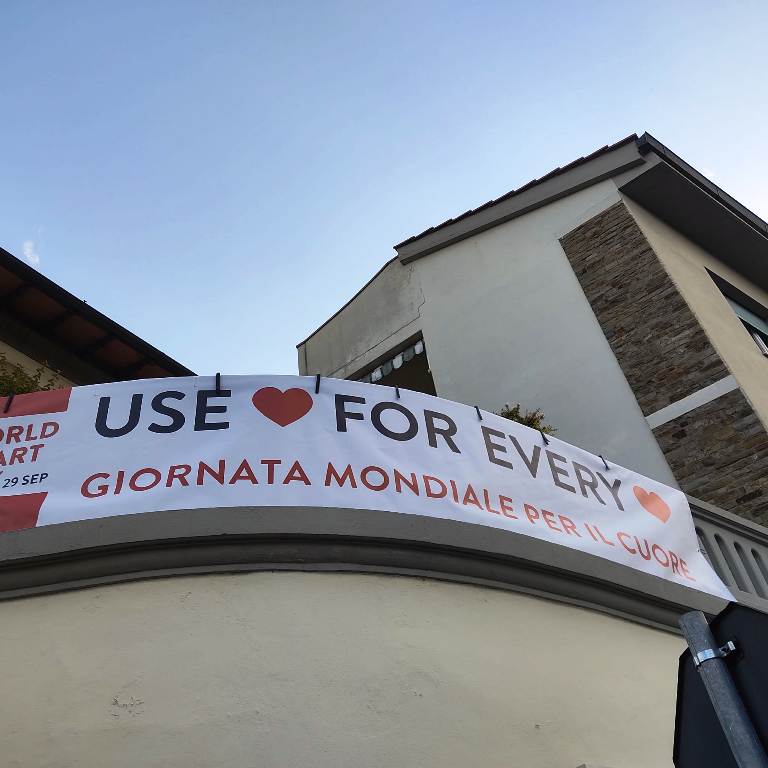 ORLD
ART
29 SEP
USE ❤ FOR EVERY ❤
GIORNATA MONDIALE PER IL CUORE